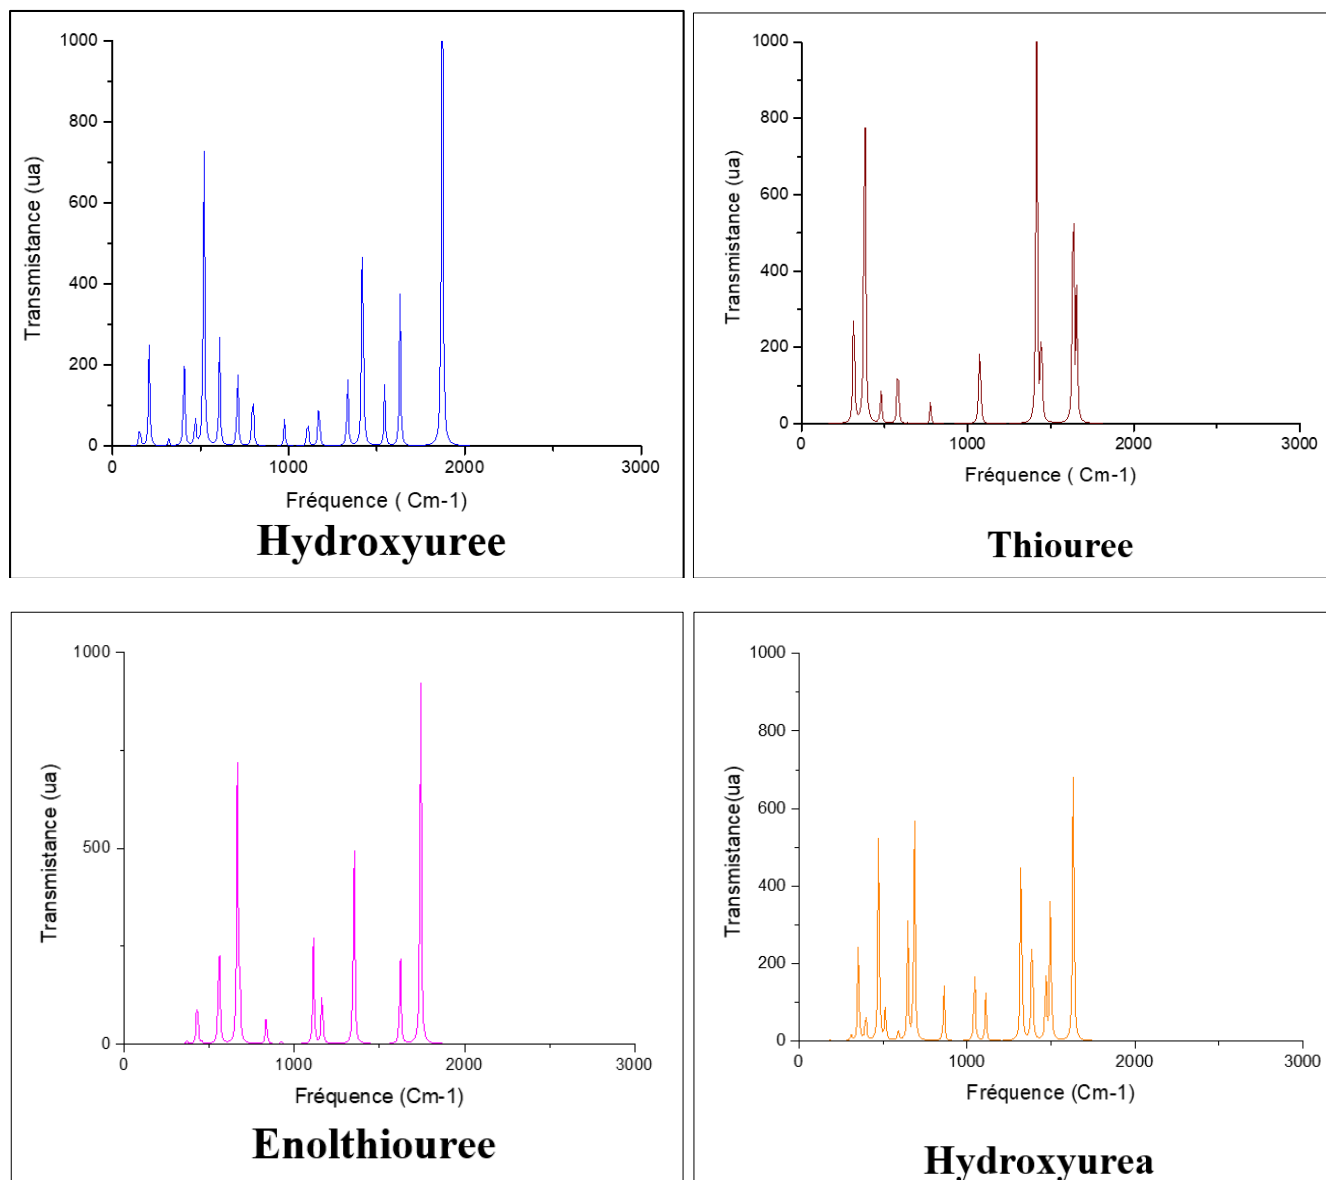 1000
800
600
400
200
0
Transmistance (ua)
0 1000 2000 3000
Fréquence ( Cm-1)
Hydroxyuree
1000
800
600
400
200
0
Transmistance (ua)
0 1000 2000 3000
Fréquence ( Cm-1)
Thiouree
1000
500
0
Transmistance (ua)
0 1000 2000 3000
Fréquence (Cm-1)
Enolthiouree
1000
800
600
400
200
0
Transmistance(ua)
0 1000 2000 3000
Fréquence (Cm-1)
Hydroxyurea